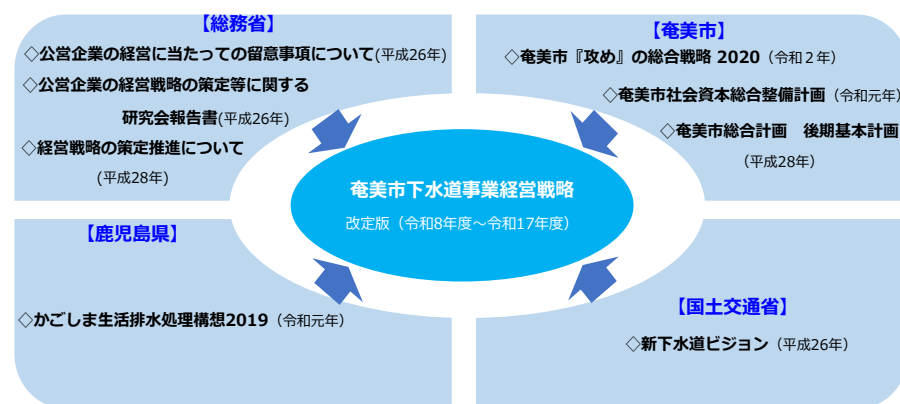 【総務省】
◇公営企業の経営に当たっての留意事項について(平成26年)
◇公営企業の経営戦略の策定等に関する
研究会報告書(平成26年)
◇経営戦略の策定推進について
(平成28年)
【奄美市】
◇奄美市『攻め』の総合戦略 2020（令和２年）
◇奄美市社会資本総合整備計画（令和元年）
◇奄美市総合計画　後期基本計画
（平成28年）
奄美市下水道事業経営戦略
改定版（令和8年度～令和17年度）
【鹿児島県】
◇かごしま生活排水処理構想2019（令和元年）
【国土交通省】
◇新下水道ビジョン（平成26年）